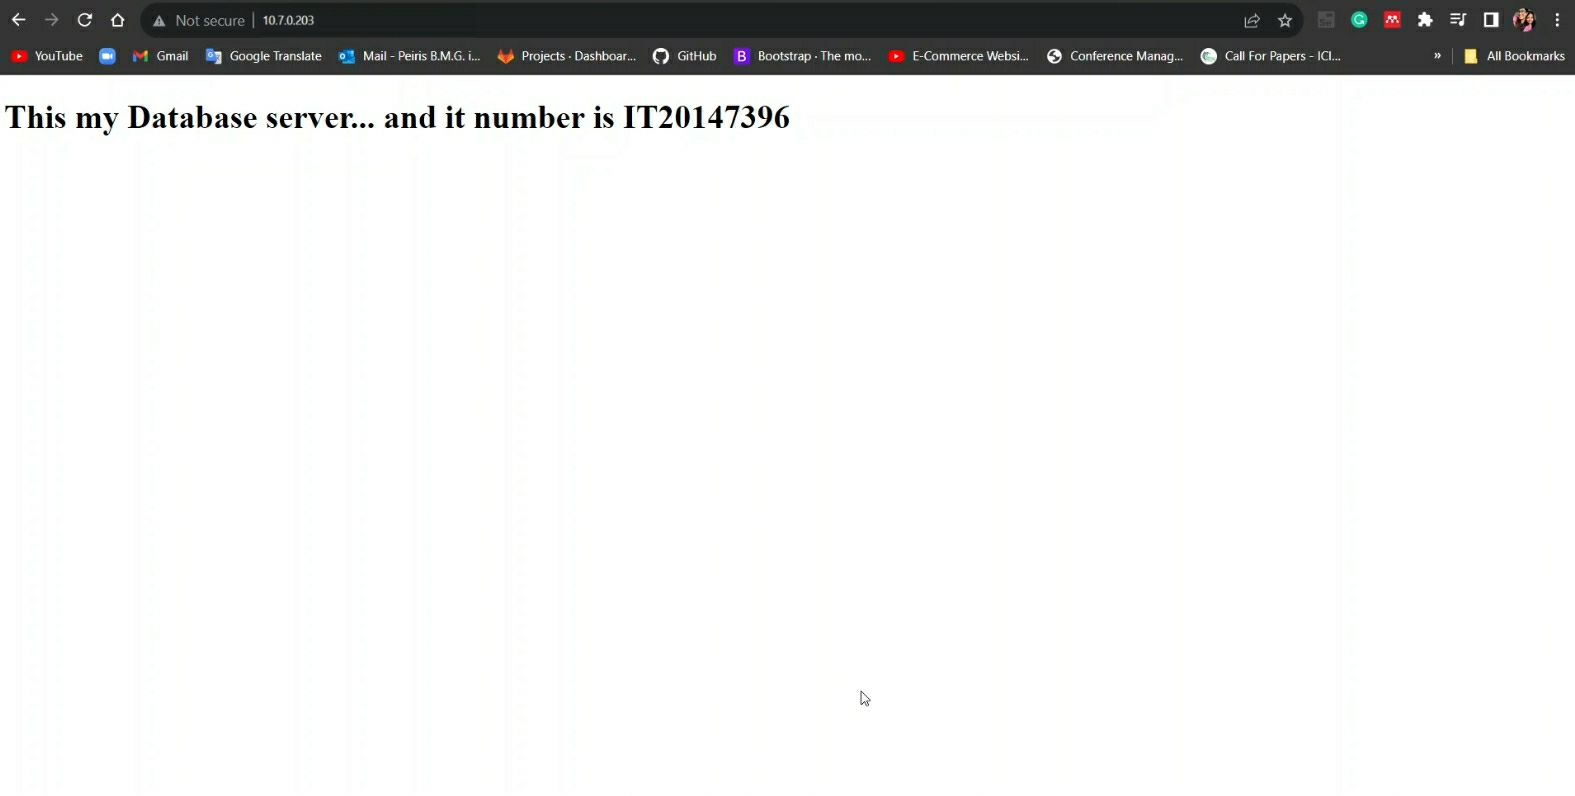 Not secure | 10.7.0.203
YouTube Gmail Google Translate Mail - Peiris B.M.G. i... Projects · Dashboar... GitHub B Bootstrap · The mo... E-Commerce Websi... Conference Manag... Call For Papers - ICI... » All Bookmarks
This my Database server... and it number is IT20147396